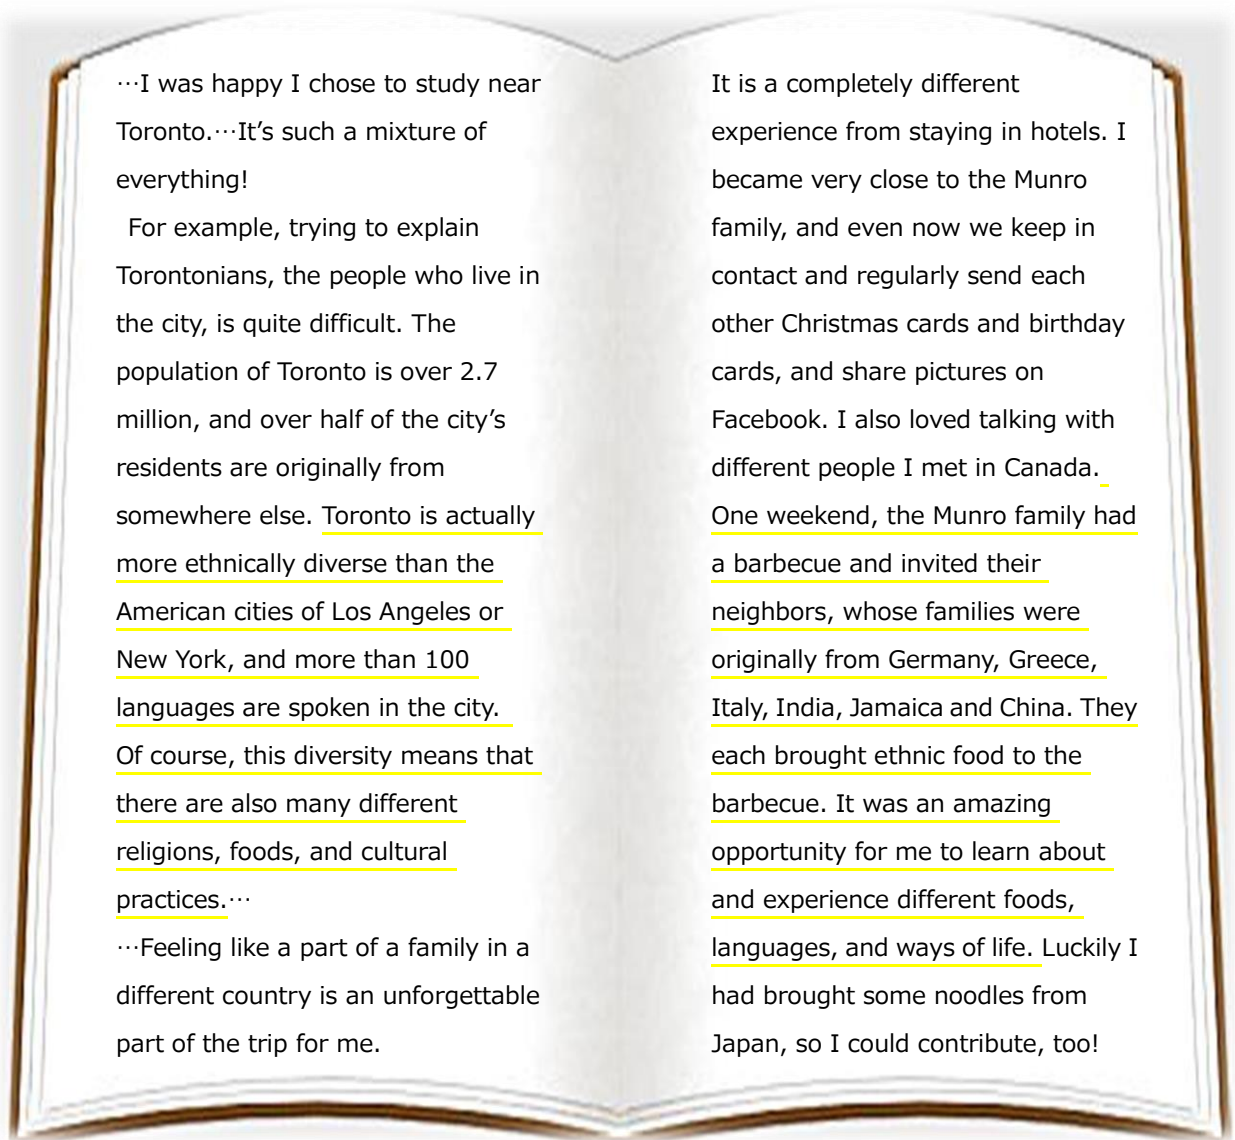 …I was happy I chose to study near
Toronto.…It’s such a mixture of
everything!
For example, trying to explain
Torontonians, the people who live in
the city, is quite difficult. The
population of Toronto is over 2.7
million, and over half of the city’s
residents are originally from
somewhere else. Toronto is actually
more ethnically diverse than the
American cities of Los Angeles or
New York, and more than 100
languages are spoken in the city.
Of course, this diversity means that
there are also many different
religions, foods, and cultural
practices.…
…Feeling like a part of a family in a
different country is an unforgettable
part of the trip for me.
It is a completely different
experience from staying in hotels. I
became very close to the Munro
family, and even now we keep in
contact and regularly send each
other Christmas cards and birthday
cards, and share pictures on
Facebook. I also loved talking with
different people I met in Canada.
One weekend, the Munro family had
a barbecue and invited their
neighbors, whose families were
originally from Germany, Greece,
Italy, India, Jamaica and China. They
each brought ethnic food to the
barbecue. It was an amazing
opportunity for me to learn about
and experience different foods,
languages, and ways of life. Luckily I
had brought some noodles from
Japan, so I could contribute, too!